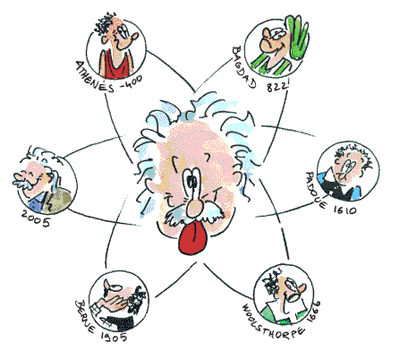 ATHÈNES -400
BAGDAD 822
PADOUE 1610
WOOLSTHORPE 1666
BERNE 1905
2005